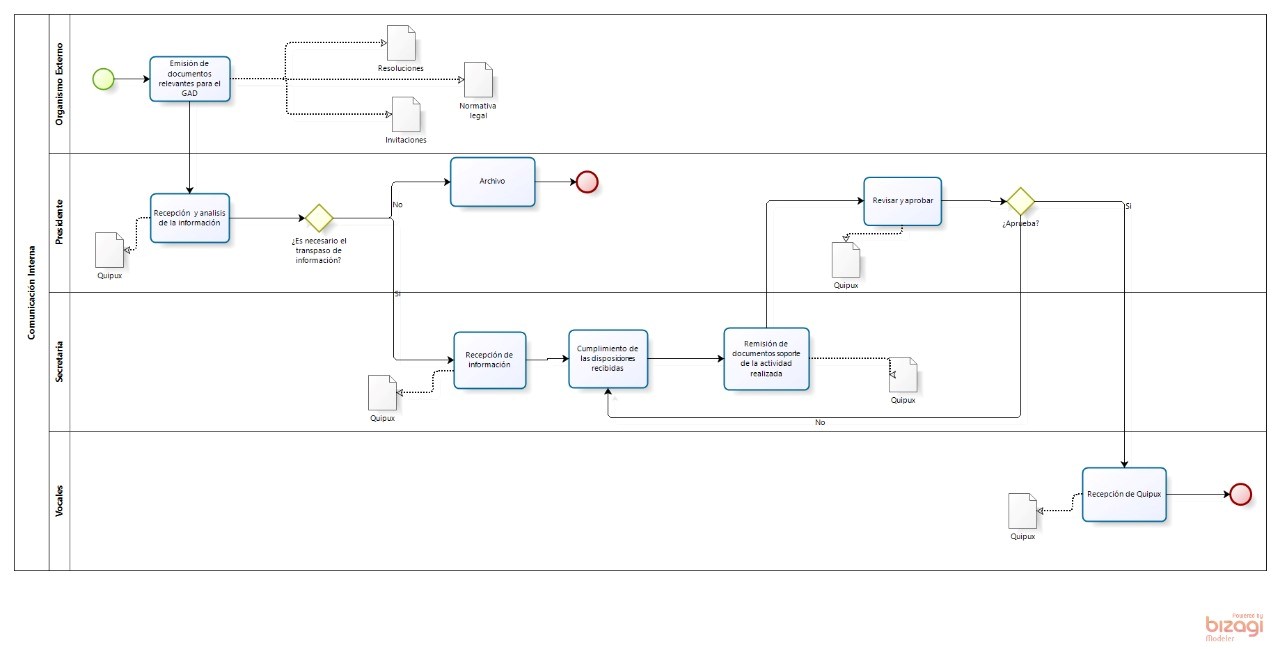 Comunicación Interna
Organismo Externo
Emisión de
documentos
relevantes para el
GAD
Resoluciones
Normativa
legal
Invitaciones
Presidente
Recepción y analisis
de la información
Quipux
¿Es necesario el
transpaso de
información?
No
Si
Archivo
Revisar y aprobar
Quipux
¿Aprueba?
Si
Secretaria
Recepción de
información
Quipux
Cumplimiento de
las disposiciones
recibidas
Remisión de
documentos soporte
de la actividad
realizada
Quipux
No
Vocales
Recepción de Quipux
Quipux
Powered by
bizagi
Modeler